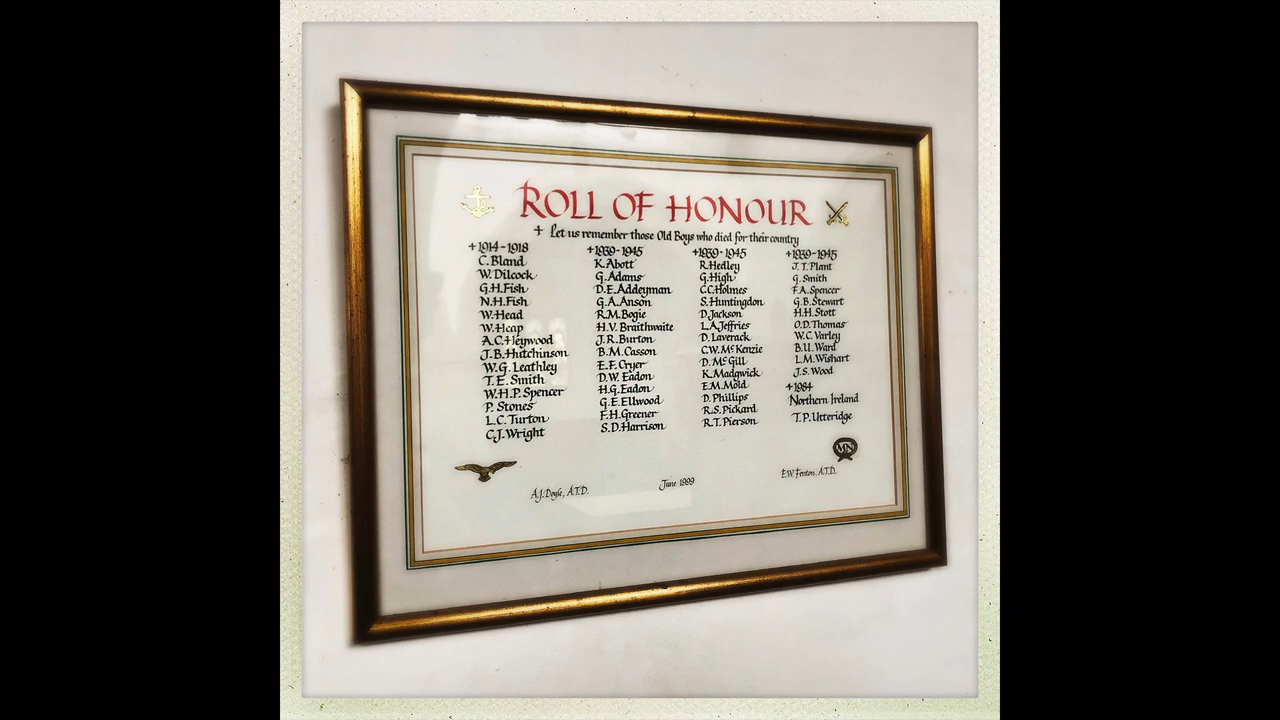 ROLL OF HONOUR
+ Let us remember those Old Boys who died for their country
+1914-1918
C. Bland
W. Dilcock
G.H. Fish
N.H. Fish
W. Head
W. Heap
A.C. Heywood
J.B. Hutchinson
W.G. Leathley
T.E. Smith
W.H.P. Spencer
P. Stones
L.C. Turton
C.J. Wright
+1939-1945
K. Abott
G. Adams
D.E. Addeyman
G.A. Anson
R.M. Bogie
H.V. Braithwaite
J.R. Burton
B.M. Casson
E.F. Cryer
D.W. Eadon
H.G. Eadon
G.E. Ellwood
F.H. Greener
S.D. Harrison
+1939-1945
R. Hedley
G. High
C.C. Holmes
S. Huntingdon
D. Jackson
L.A. Jeffries
D. Laverack
C.W. McKenzie
D. McGill
K. Madgwick
E.M. Mold
D. Phillips
R.S. Pickard
R.T. Pierson
+1939-1945
J.T. Plant
G. Smith
F.A. Spencer
G.B. Stewart
H.H. Stott
O.D. Thomas
W.C. Varley
B.U. Ward
L.M. Wishart
J.S. Wood
+1984
Northern Ireland
T.P. Utteridge
MN
A.J. Doyle, A.T.D.
June 1999
E.W. Fenton, A.T.D.